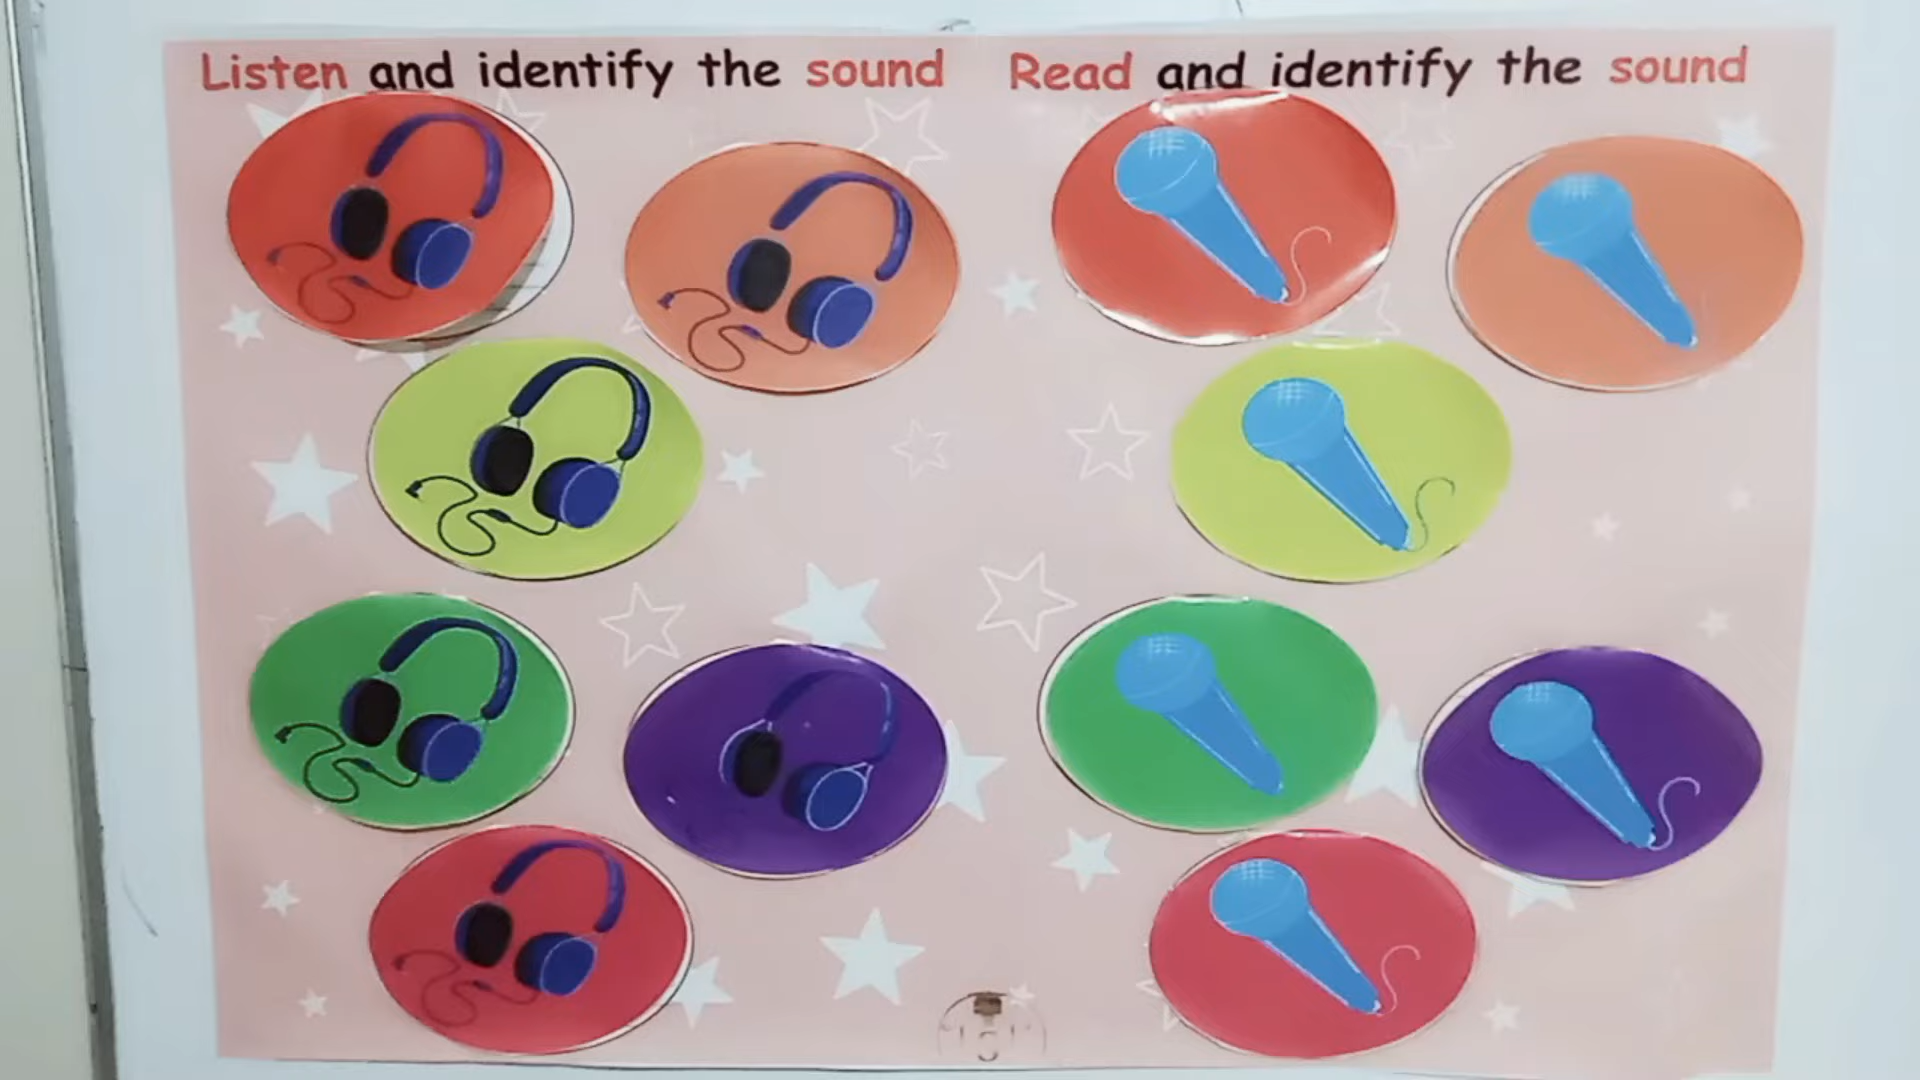 Listen and identify the sound
Read and identify the sound